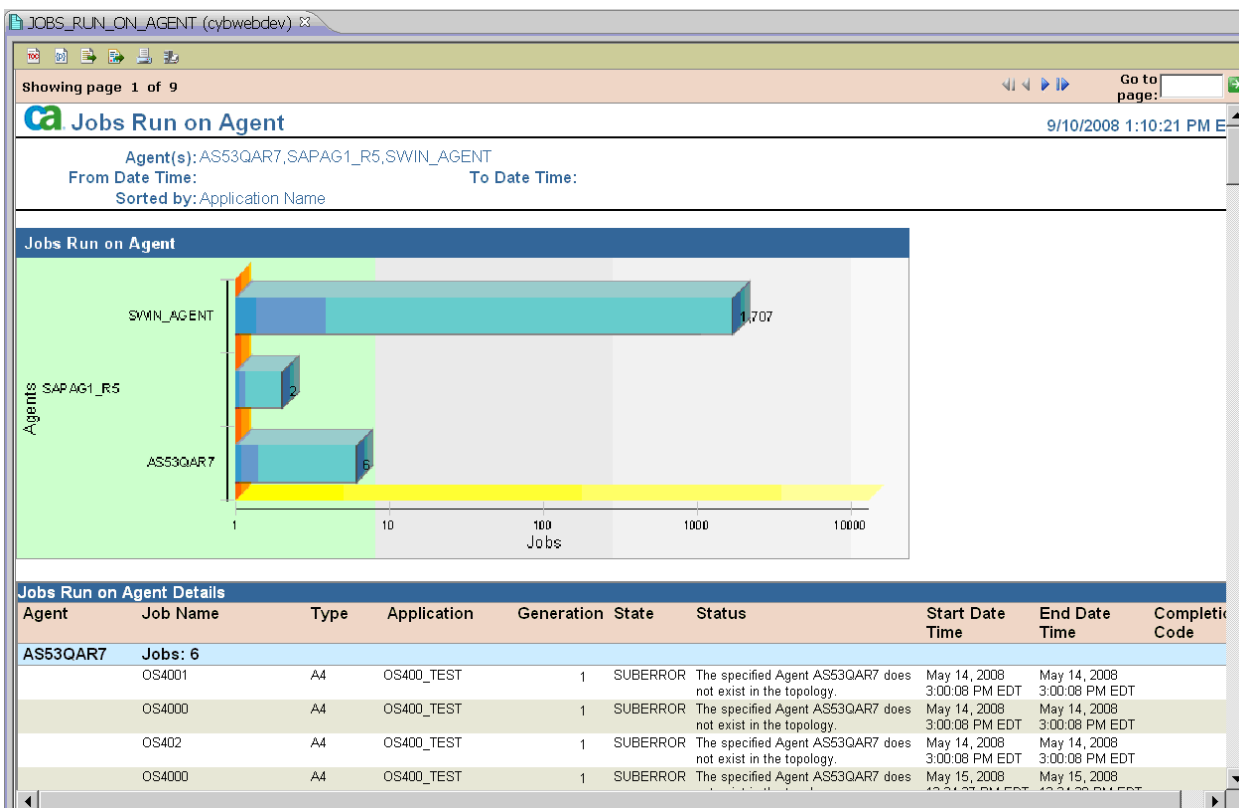 JOBS_RUN_ON_AGENT (cybwebdev)
Showing page 1 of 9
Go to page:
ca Jobs Run on Agent
9/10/2008 1:10:21 PM E
Agent(s): AS53QAR7,SAPAG1_R5,SWIN_AGENT
From Date Time: To Date Time:
Sorted by: Application Name
Jobs Run on Agent
SWIN_AGENT
1,707
SAPAG1_R5
2
Agents
AS53QAR7
6
1 10 100 1000 10000
Jobs
Jobs Run on Agent Details
Agent Job Name Type Application Generation State Status Start Date Time End Date Time Completio Code
AS53QAR7 Jobs: 6
OS4001 A4 OS400_TEST 1 SUBERROR The specified Agent AS53QAR7 does May 14, 2008 May 14, 2008
not exist in the topology. 3:00:08 PM EDT 3:00:08 PM EDT
OS4000 A4 OS400_TEST 1 SUBERROR The specified Agent AS53QAR7 does May 14, 2008 May 14, 2008
not exist in the topology. 3:00:08 PM EDT 3:00:08 PM EDT
OS402 A4 OS400_TEST 1 SUBERROR The specified Agent AS53QAR7 does May 14, 2008 May 14, 2008
not exist in the topology. 3:00:08 PM EDT 3:00:08 PM EDT
OS4000 A4 OS400_TEST 1 SUBERROR The specified Agent AS53QAR7 does May 15, 2008 May 15, 2008